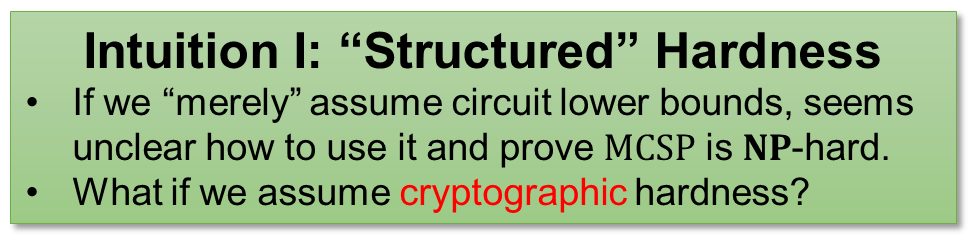 Intuition I: “Structured” Hardness
• If we “merely” assume circuit lower bounds, seems
unclear how to use it and prove MCSP is NP-hard.
• What if we assume cryptographic hardness?